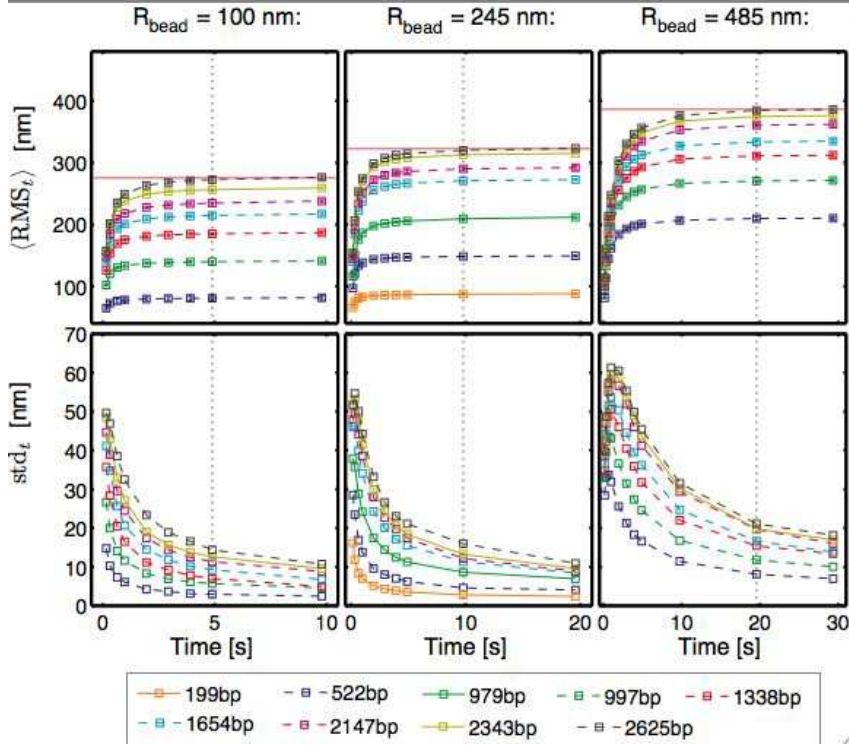 R_bead = 100 nm: R_bead = 245 nm: R_bead = 485 nm:
⟨RMS_t⟩ [nm]
400
300
200
100
std_t [nm]
70
60
50
40
30
20
10
0
0 5 10 0 10 20 0 10 20 30
Time [s] Time [s] Time [s]
199bp 522bp 979bp 997bp 1338bp
1654bp 2147bp 2343bp 2625bp